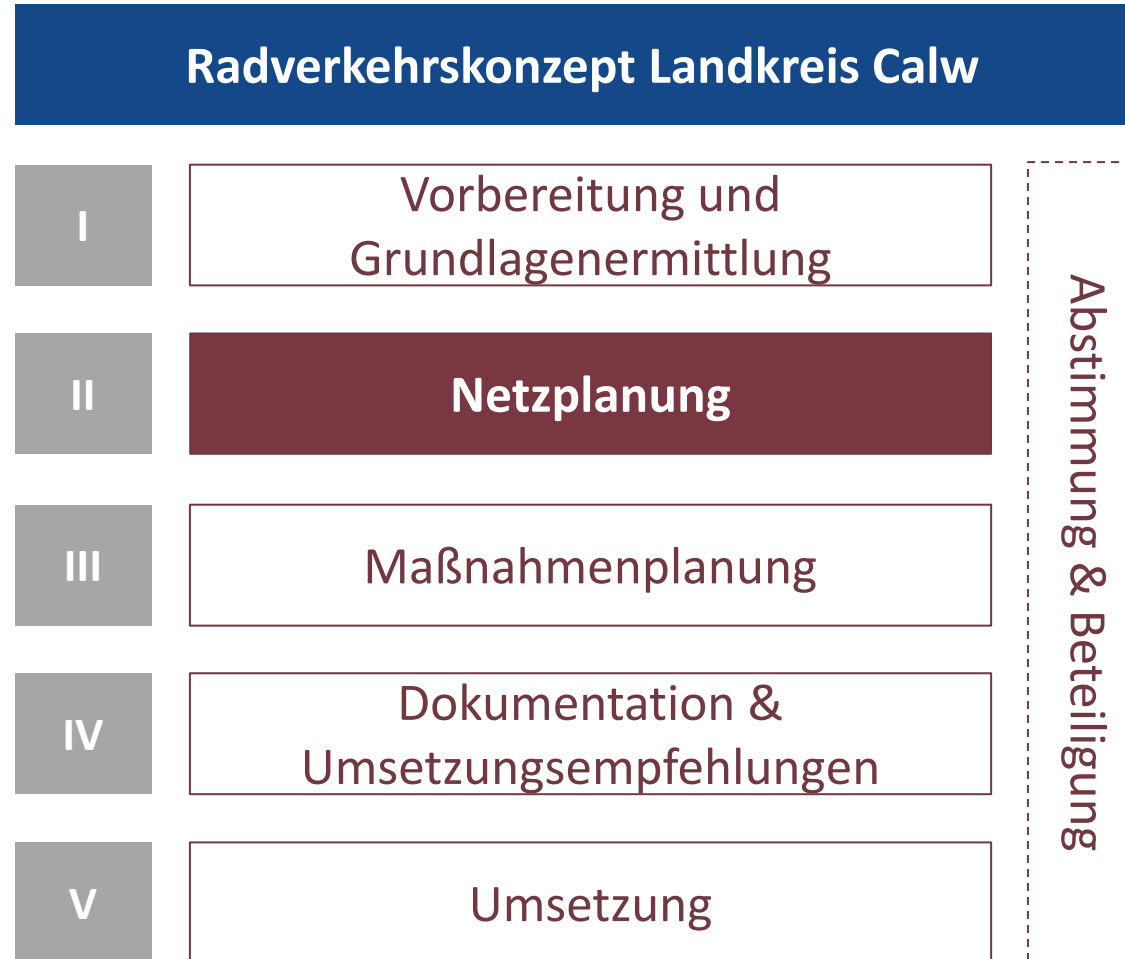 Radverkehrskonzept Landkreis Calw
I
Vorbereitung und
Grundlagenermittlung
II
Netzplanung
III
Maßnahmenplanung
IV
Dokumentation &
Umsetzungsempfehlungen
V
Umsetzung
Abstimmung & Beteiligung